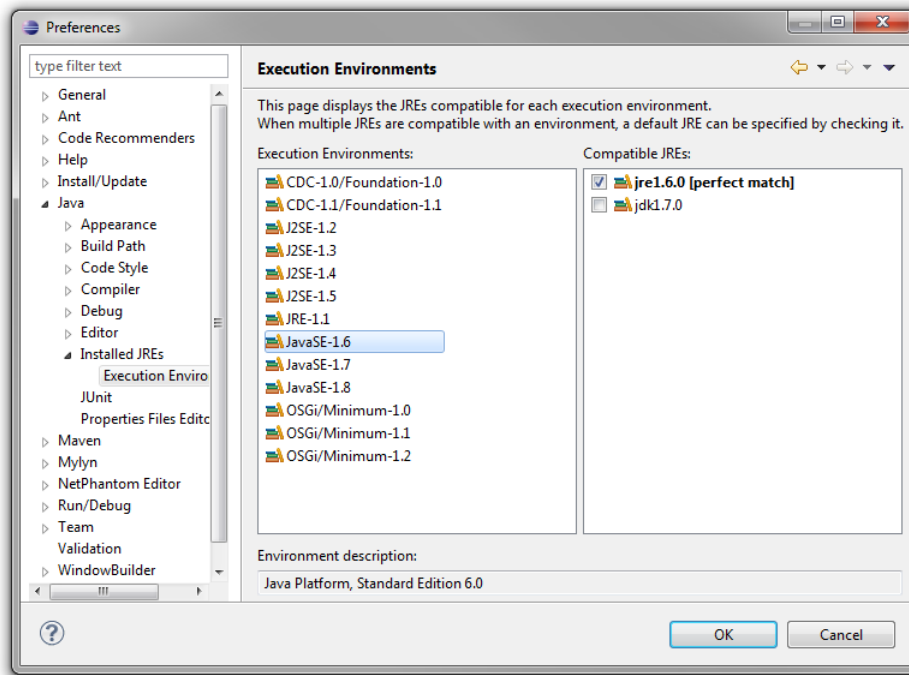 Preferences
type filter text
General
Ant
Code Recommenders
Help
Install/Update
Java
Appearance
Build Path
Code Style
Compiler
Debug
Editor
Installed JREs
Execution Enviro
JUnit
Properties Files Editc
Maven
Mylyn
NetPhantom Editor
Run/Debug
Team
Validation
WindowBuilder
Execution Environments
This page displays the JREs compatible for each execution environment.
When multiple JREs are compatible with an environment, a default JRE can be specified by checking it.
Execution Environments:
CDC-1.0/Foundation-1.0
CDC-1.1/Foundation-1.1
J2SE-1.2
J2SE-1.3
J2SE-1.4
J2SE-1.5
JRE-1.1
JavaSE-1.6
JavaSE-1.7
JavaSE-1.8
OSGi/Minimum-1.0
OSGi/Minimum-1.1
OSGi/Minimum-1.2
Compatible JREs:
jre1.6.0 [perfect match]
jdk1.7.0
Environment description:
Java Platform, Standard Edition 6.0
OK
Cancel